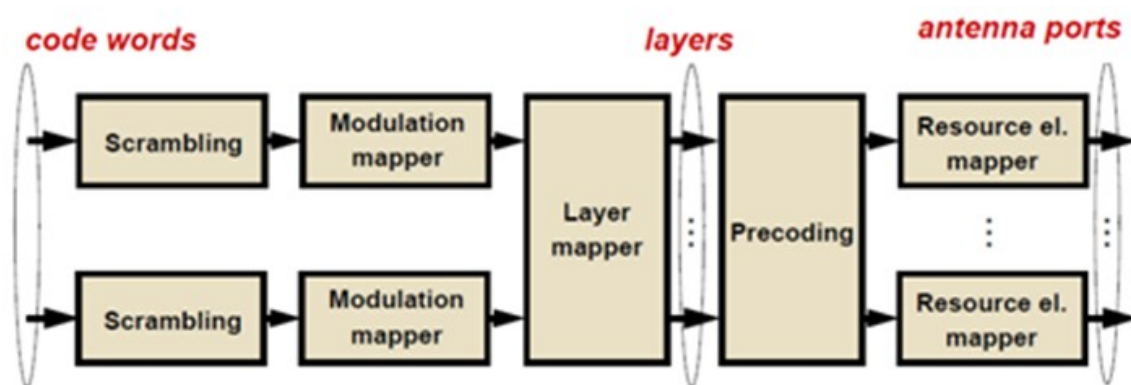 code words
layers
antenna ports
Scrambling
Modulation
mapper
Layer
mapper
Precoding
Resource el.
mapper
Scrambling
Modulation
mapper
Resource el.
mapper